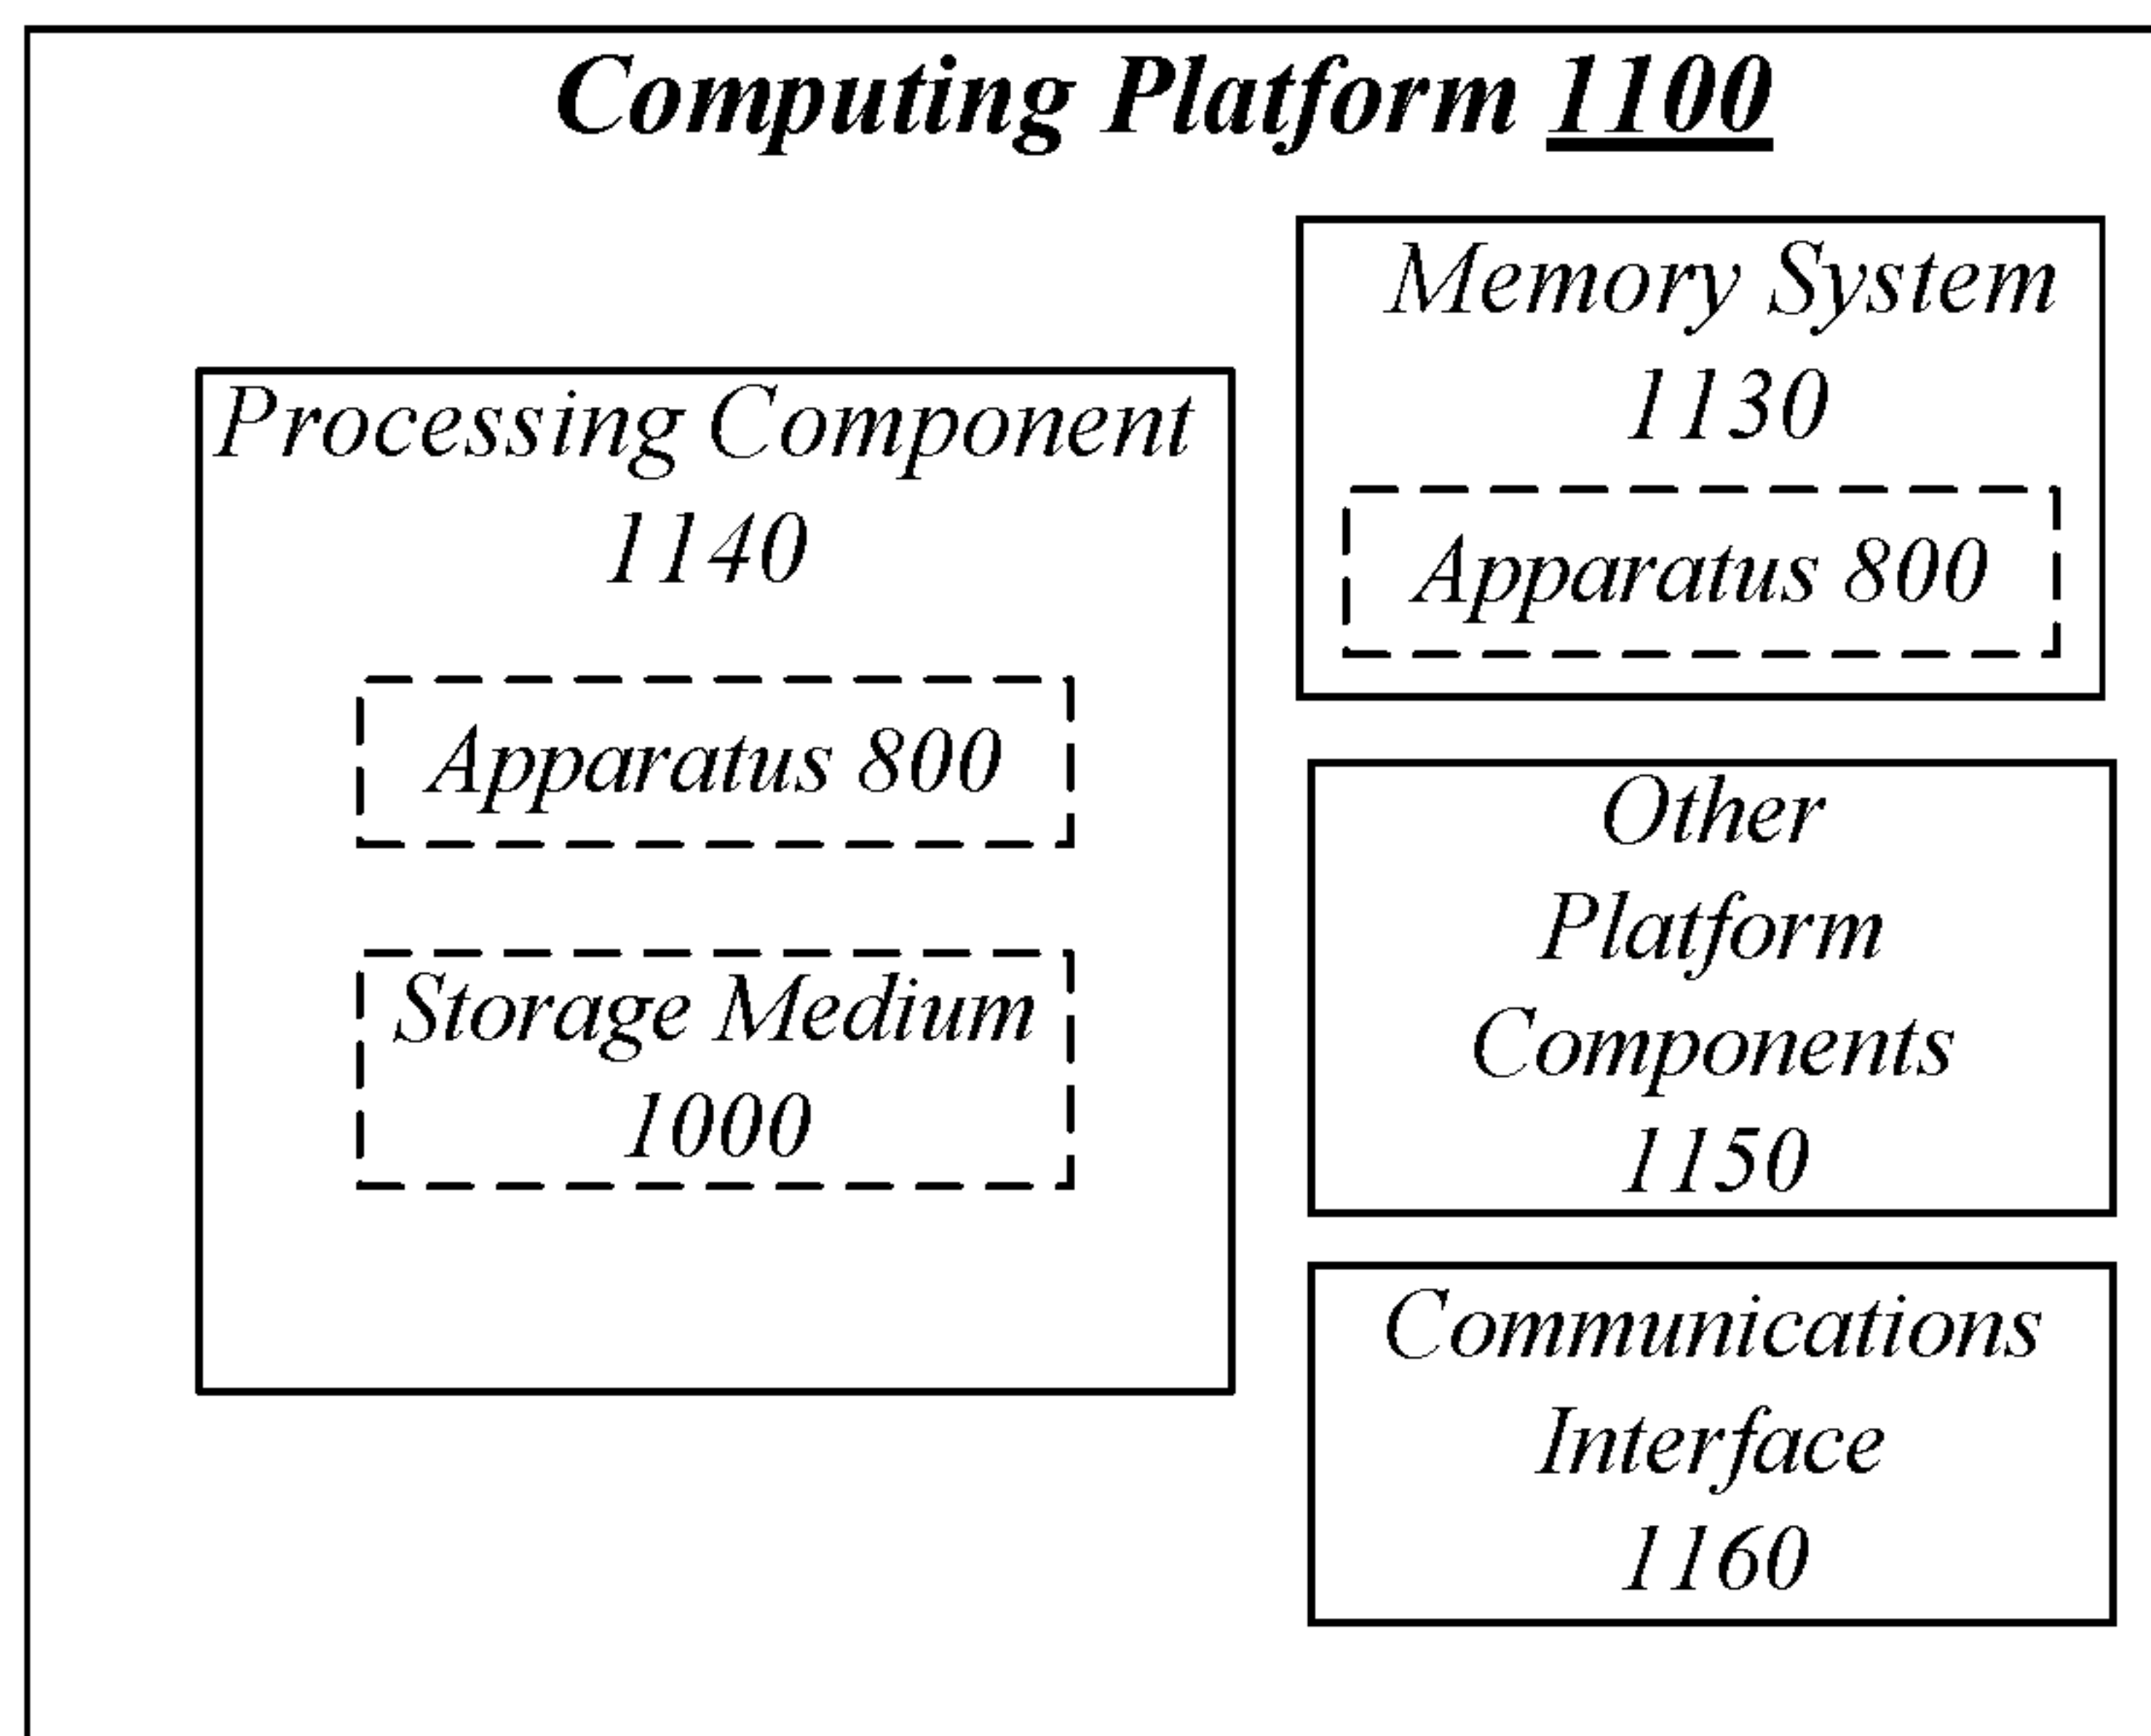 Computing Platform 1100
Processing Component
1140
Apparatus 800
Storage Medium
1000
Memory System
1130
Apparatus 800
Other
Platform
Components
1150
Communications
Interface
1160